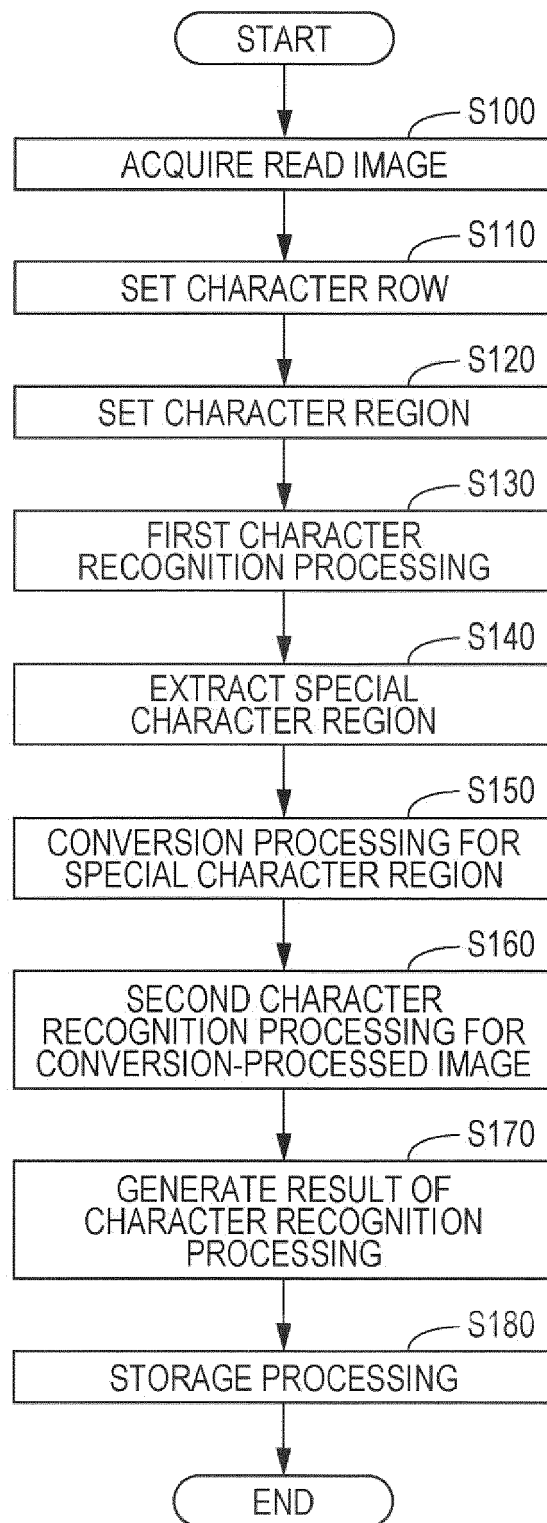 START
S100
ACQUIRE READ IMAGE
S110
SET CHARACTER ROW
S120
SET CHARACTER REGION
S130
FIRST CHARACTER
RECOGNITION PROCESSING
S140
EXTRACT SPECIAL
CHARACTER REGION
S150
CONVERSION PROCESSING FOR
SPECIAL CHARACTER REGION
S160
SECOND CHARACTER
RECOGNITION PROCESSING FOR
CONVERSION-PROCESSED IMAGE
S170
GENERATE RESULT OF
CHARACTER RECOGNITION
PROCESSING
S180
STORAGE PROCESSING
END